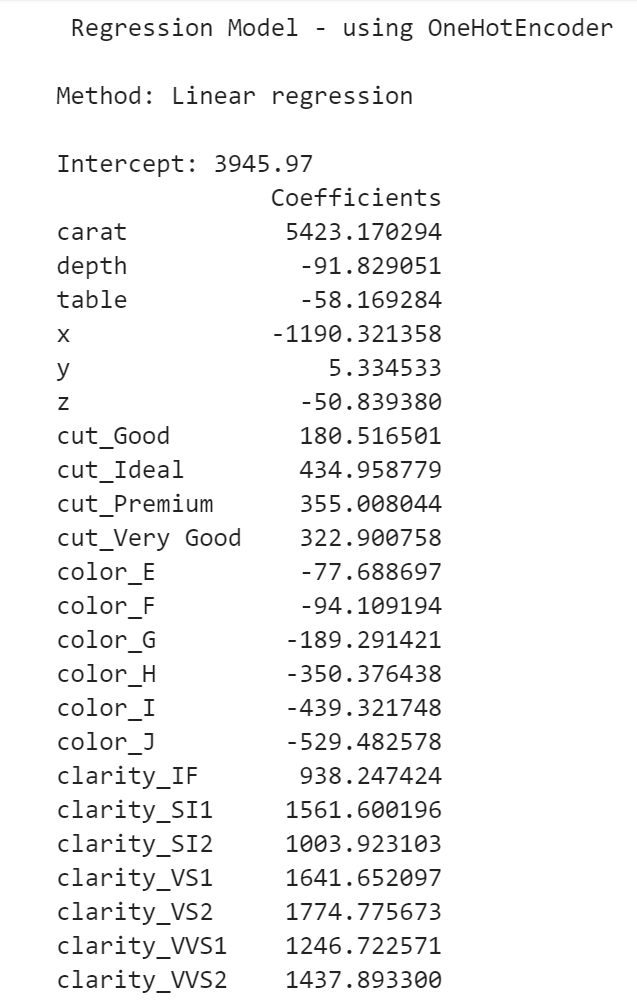 Regression Model - using OneHotEncoder
Method: Linear regression
Intercept: 3945.97
Coefficients
carat 5423.170294
depth -91.829051
table -58.169284
x -1190.321358
y 5.334533
z -50.839380
cut_Good 180.516501
cut_Ideal 434.958779
cut_Premium 355.008044
cut_Very Good 322.900758
color_E -77.688697
color_F -94.109194
color_G -189.291421
color_H -350.376438
color_I -439.321748
color_J -529.482578
clarity_IF 938.247424
clarity_SI1 1561.600196
clarity_SI2 1003.923103
clarity_VS1 1641.652097
clarity_VS2 1774.775673
clarity_VVS1 1246.722571
clarity_VVS2 1437.893300